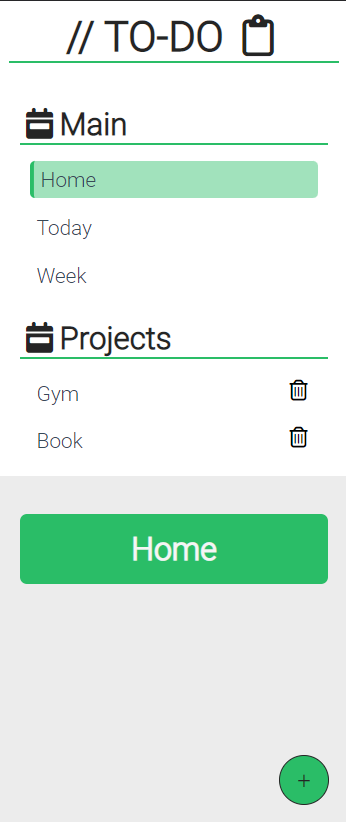 // TO-DO
Main
Home
Today
Week
Projects
Gym
Book
Home
+